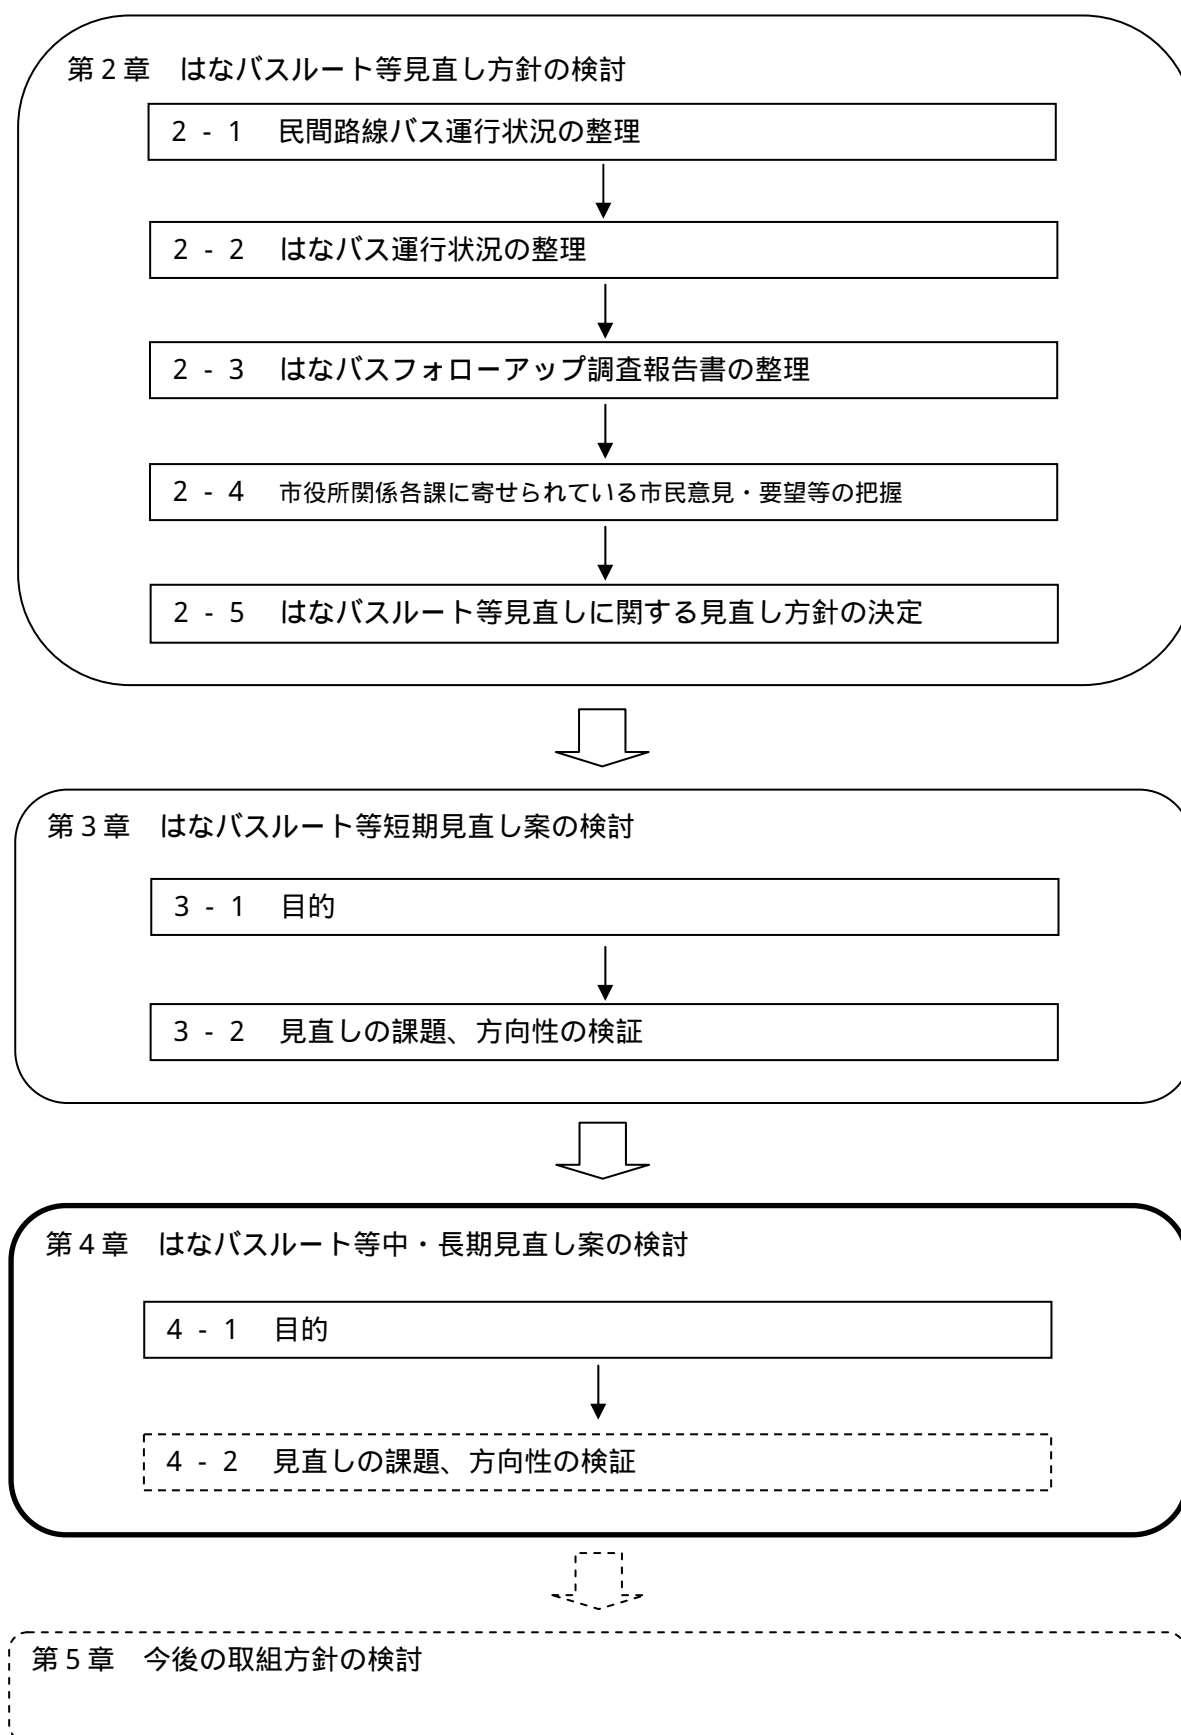 第２章　はなバスルート等見直し方針の検討
２-１　民間路線バス運行状況の整理
２-２　はなバス運行状況の整理
２-３　はなバスフォローアップ調査報告書の整理
２-４　市役所関係各課に寄せられている市民意見・要望等の把握
２-５　はなバスルート等見直しに関する見直し方針の決定
第３章　はなバスルート等短期見直し案の検討
３-１　目的
３-２　見直しの課題、方向性の検証
第４章　はなバスルート等中・長期見直し案の検討
４-１　目的
４-２　見直しの課題、方向性の検証
第５章　今後の取組方針の検討